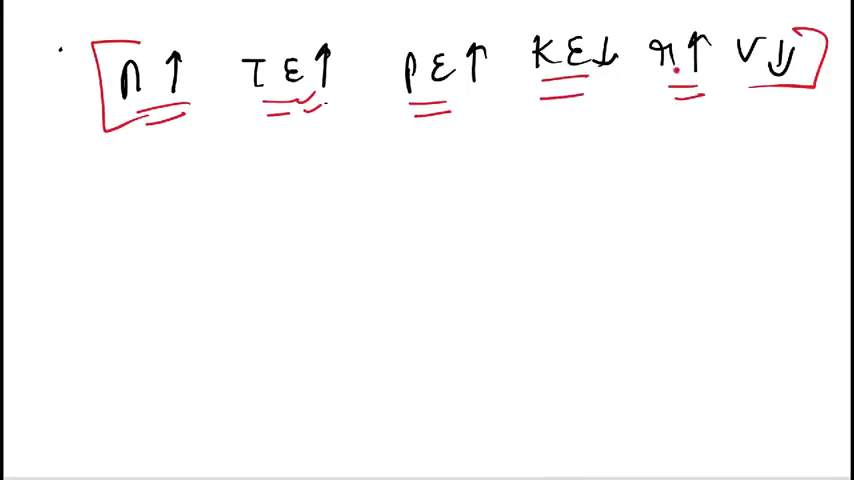 n ↑ TE ↑ PE ↑ KE ↓ r ↑ V ↓